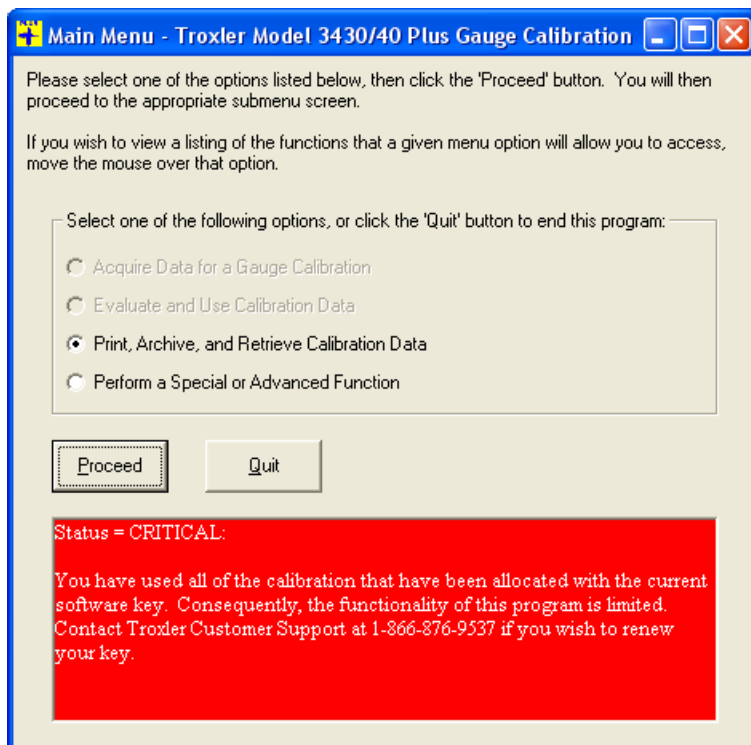 Main Menu - Troxler Model 3430/40 Plus Gauge Calibration
Please select one of the options listed below, then click the 'Proceed' button.  You will then
proceed to the appropriate submenu screen.
If you wish to view a listing of the functions that a given menu option will allow you to access,
move the mouse over that option.
Select one of the following options, or click the 'Quit' button to end this program:
Acquire Data for a Gauge Calibration
Evaluate and Use Calibration Data
Print, Archive, and Retrieve Calibration Data
Perform a Special or Advanced Function
Proceed
Quit
Status = CRITICAL:
You have used all of the calibration that have been allocated with the current
software key.  Consequently, the functionality of this program is limited.
Contact Troxler Customer Support at 1-866-876-9537 if you wish to renew
your key.